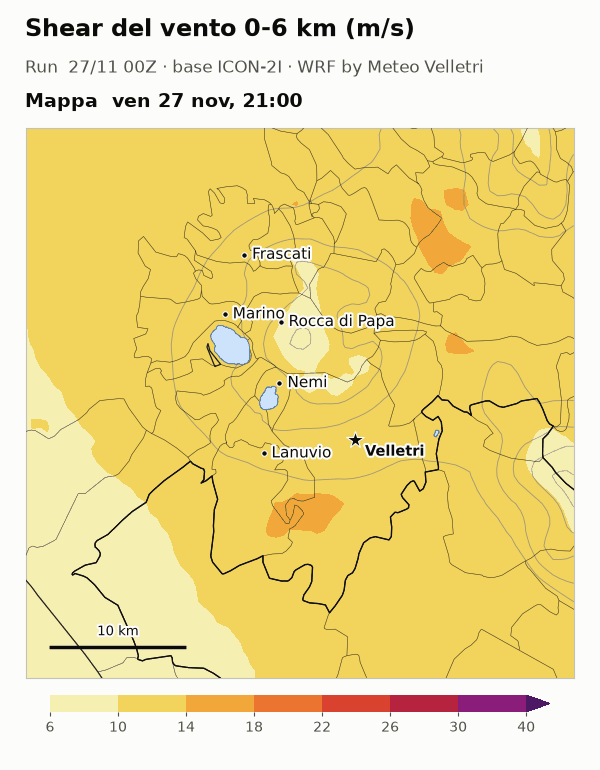 Shear del vento 0-6 km (m/s)
Run  27/11 00Z · base ICON-2I · WRF by Meteo Velletri
Mappa  ven 27 nov, 21:00
Frascati
Marino
Rocca di Papa
Nemi
Velletri
Lanuvio
10 km
6 10 14 18 22 26 30 40